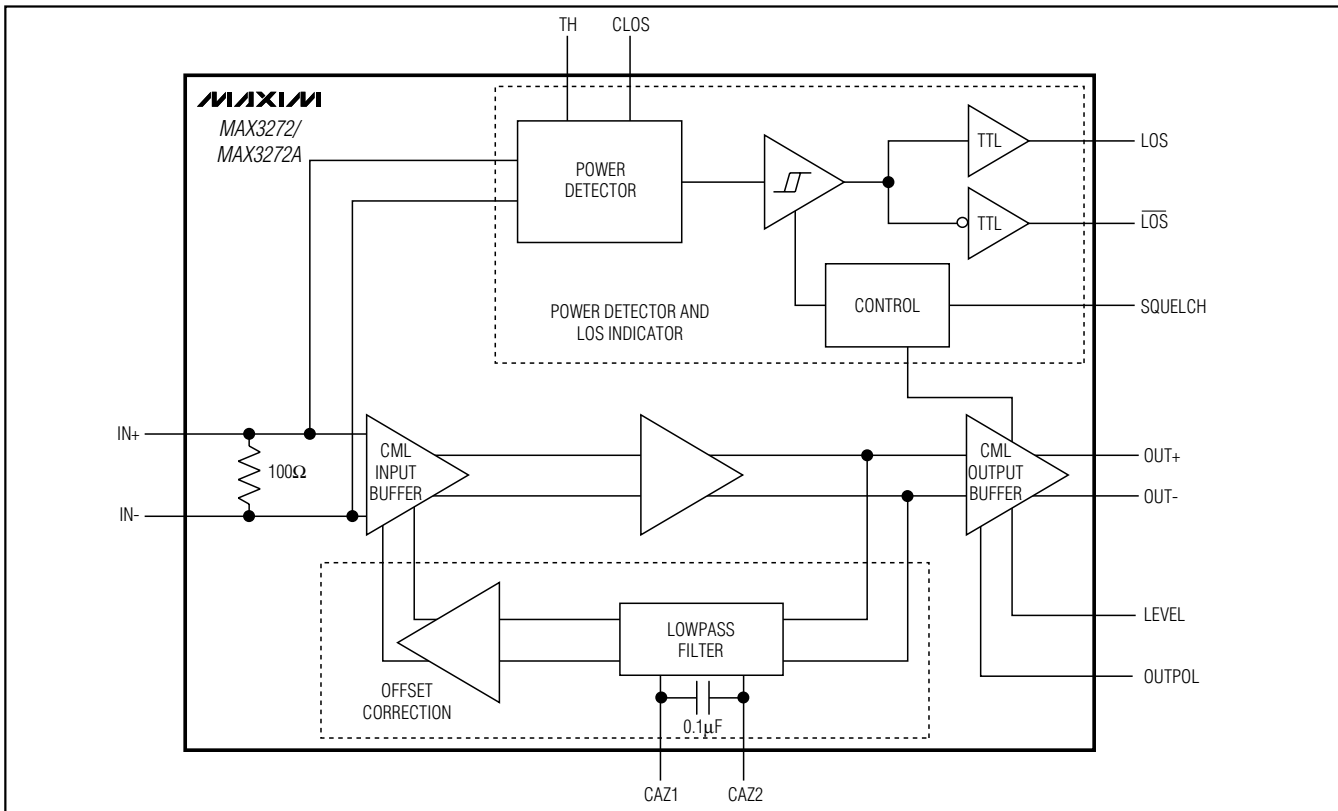 TH
CLOS
MAXIM
MAX3272/
MAX3272A
POWER
DETECTOR
TTL
LOS
TTL
L̅O̅S̅
CONTROL
SQUELCH
POWER DETECTOR AND
LOS INDICATOR
IN+
100Ω
IN-
CML
INPUT
BUFFER
CML
OUTPUT
BUFFER
OUT+
OUT-
LOWPASS
FILTER
LEVEL
OUTPOL
OFFSET
CORRECTION
0.1µF
CAZ1
CAZ2